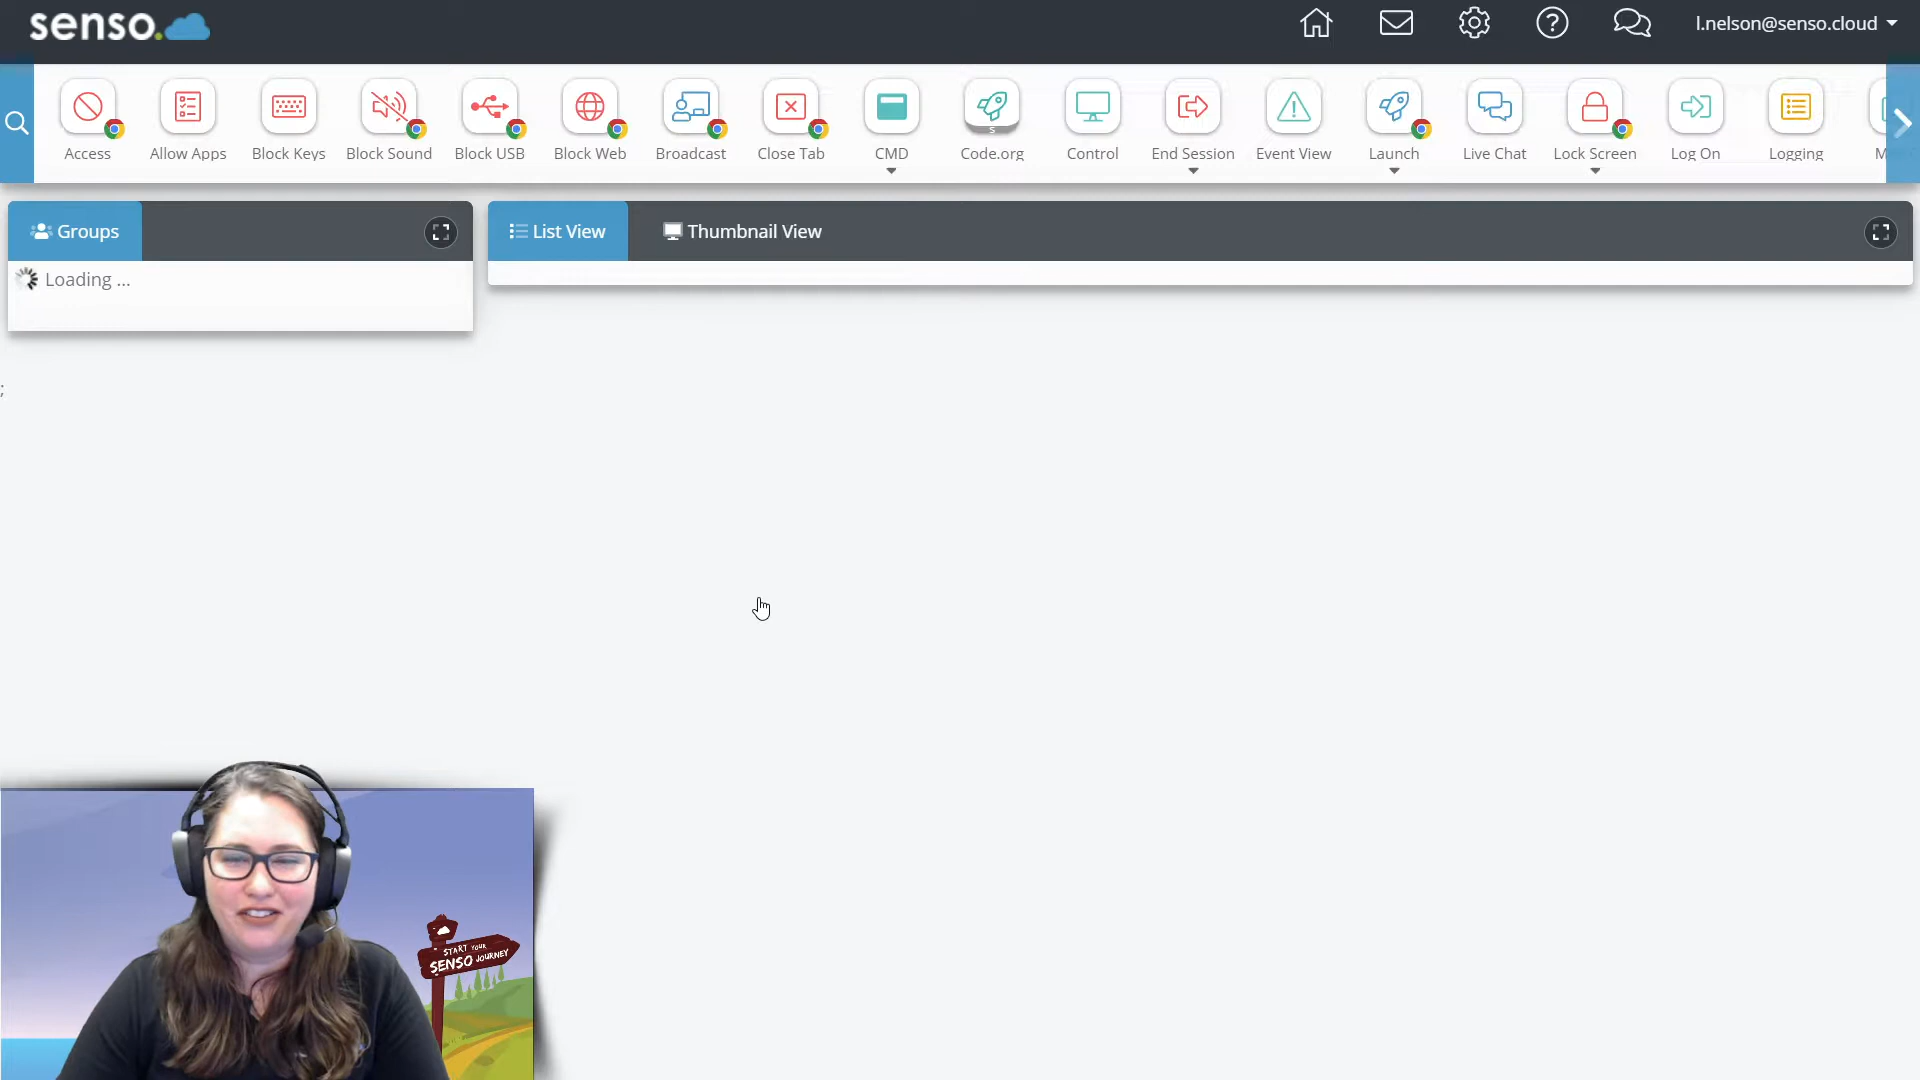 senso.
l.nelson@senso.cloud
Access
Allow Apps
Block Keys
Block Sound
Block USB
Block Web
Broadcast
Close Tab
CMD
S
Code.org
Control
End Session
Event View
Launch
Live Chat
Lock Screen
Log On
Logging
Groups
List View
Thumbnail View
Loading ...
;
START YOUR
SENSO JOURNEY